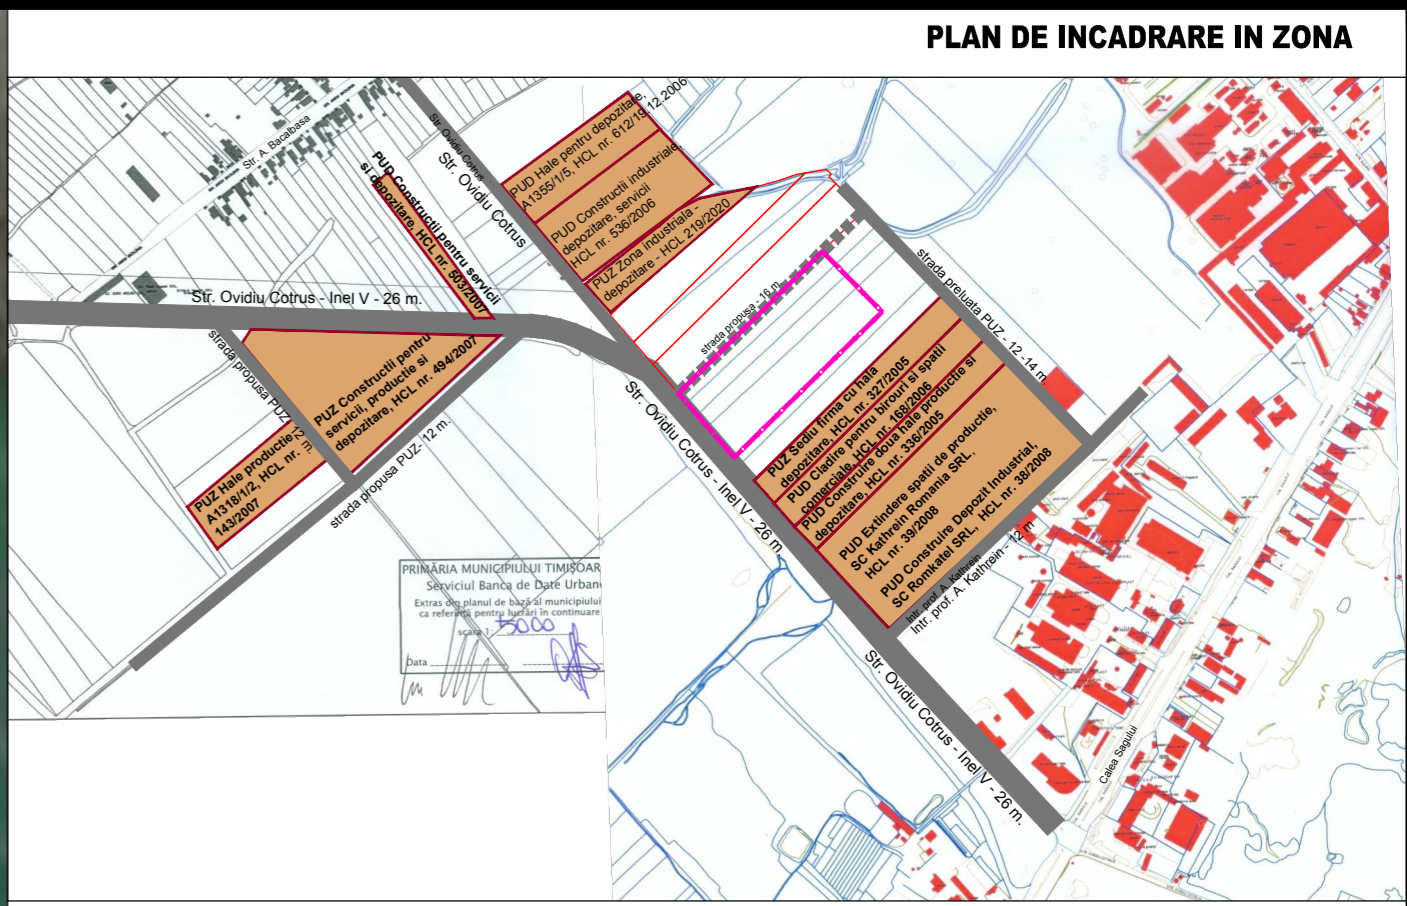 PLAN DE INCADRARE IN ZONA
Str. A. Bacalbasa
Str. Ovidiu Cotrus
Str. Ovidiu Cotrus
PUD Hale pentru depozitare,
A1355/1/5, HCL nr. 612/19.12.2006
PUD Constructii industriale,
depozitare, servicii
HCL nr. 536/2006
PUZ Zona industriala -
depozitare - HCL 219/2020
PUD Constructii pentru servicii
si depozitare, HCL nr. 503/2007
Str. Ovidiu Cotrus - Inel V - 26 m.
strada propusa PUZ- 12 m.
PUZ Constructii pentru
servicii, productie si
depozitare, HCL nr. 494/2007
PUZ Hale productie
A1318/1/2, HCL nr.
143/2007
strada propusa PUZ- 12 m.
strada propusa - 16 m.
strada preluata PUZ - 12 -14 m.
Str. Ovidiu Cotrus - Inel V - 26 m.
PUZ Sediu firma cu hala
depozitare, HCL nr. 327/2005
PUD Cladire pentru birouri si spatii
comerciale, HCL nr. 168/2006
PUD Construire doua hale productie si
depozitare, HCL nr. 336/2005
PUD Extindere spatii de productie,
SC Kathrein Romania SRL,
HCL nr. 39/2008
PUD Construire Depozit Industrial,
SC Romkatel SRL, HCL nr. 38/2008
Intr. prof. A. Kathrein
Intr. prof. A. Kathrein - 12 m
PRIMĂRIA MUNICIPIULUI TIMIŞOAR
Serviciul Banca de Date Urban
Extras din planul de bază al municipiului
ca referinţă pentru lucrări în continuare
scara 1: 5000
Data
Str. Ovidiu Cotrus - Inel V - 26 m.
Calea Sagului